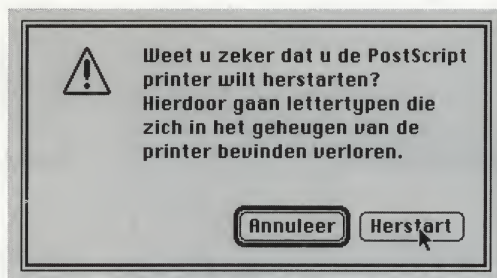 Weet u zeker dat u de PostScript
printer wilt herstarten?
Hierdoor gaan lettertypen die
zich in het geheugen van de
printer bevinden verloren.
Annuleer Herstart